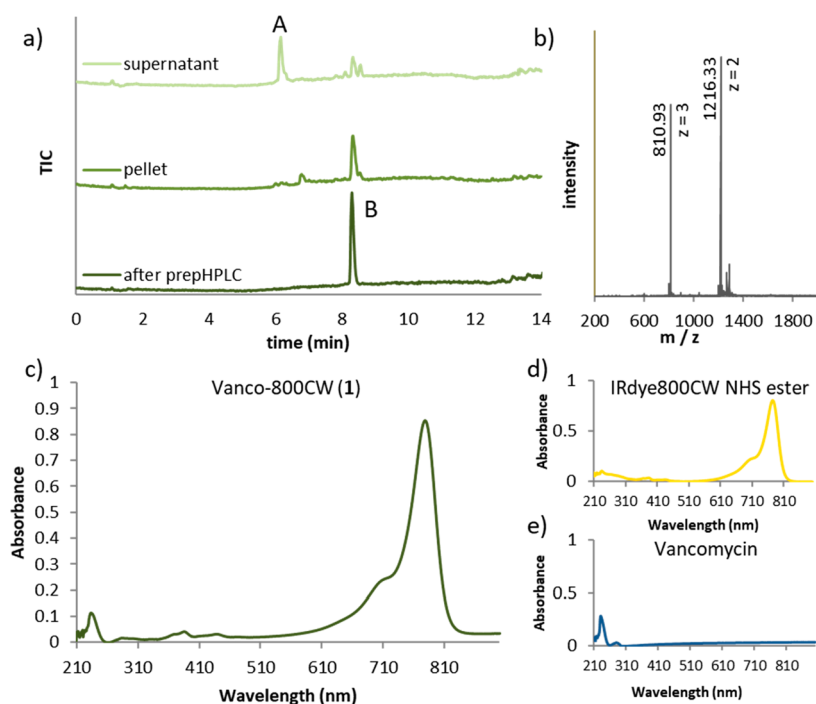 a)
A
supernatant
pellet
B
after prepHPLC
TIC
0 2 4 6 8 10 12 14
time (min)
b)
810.93
z = 3
1216.33
z = 2
intensity
200 600 1000 1400 1800
m / z
c)
Vanco-800CW (1)
1
0.9
0.8
0.7
0.6
0.5
0.4
0.3
0.2
0.1
0
Absorbance
210 310 410 510 610 710 810
Wavelength (nm)
d)
IRdye800CW NHS ester
1
0.5
0
Absorbance
210 310 410 510 610 710 810
Wavelength (nm)
e)
Vancomycin
1
0.5
0
Absorbance
210 310 410 510 610 710 810
Wavelength (nm)